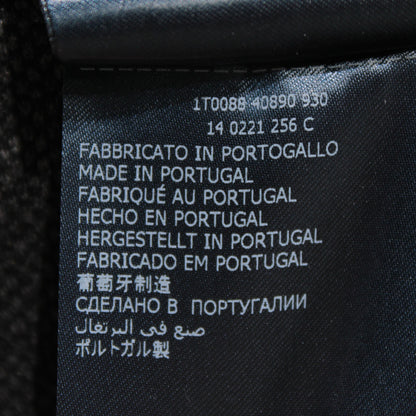 1T0088 40890 930
14 0221 256 C
FABBRICATO IN PORTOGALLO
MADE IN PORTUGAL
FABRIQUÉ AU PORTUGAL
HECHO EN PORTUGAL
HERGESTELLT IN PORTUGAL
FABRICADO EM PORTUGAL
葡萄牙制造
СДЕЛАНО В ПОРТУГАЛИИ
صنع في البرتغال
ポルトガル製